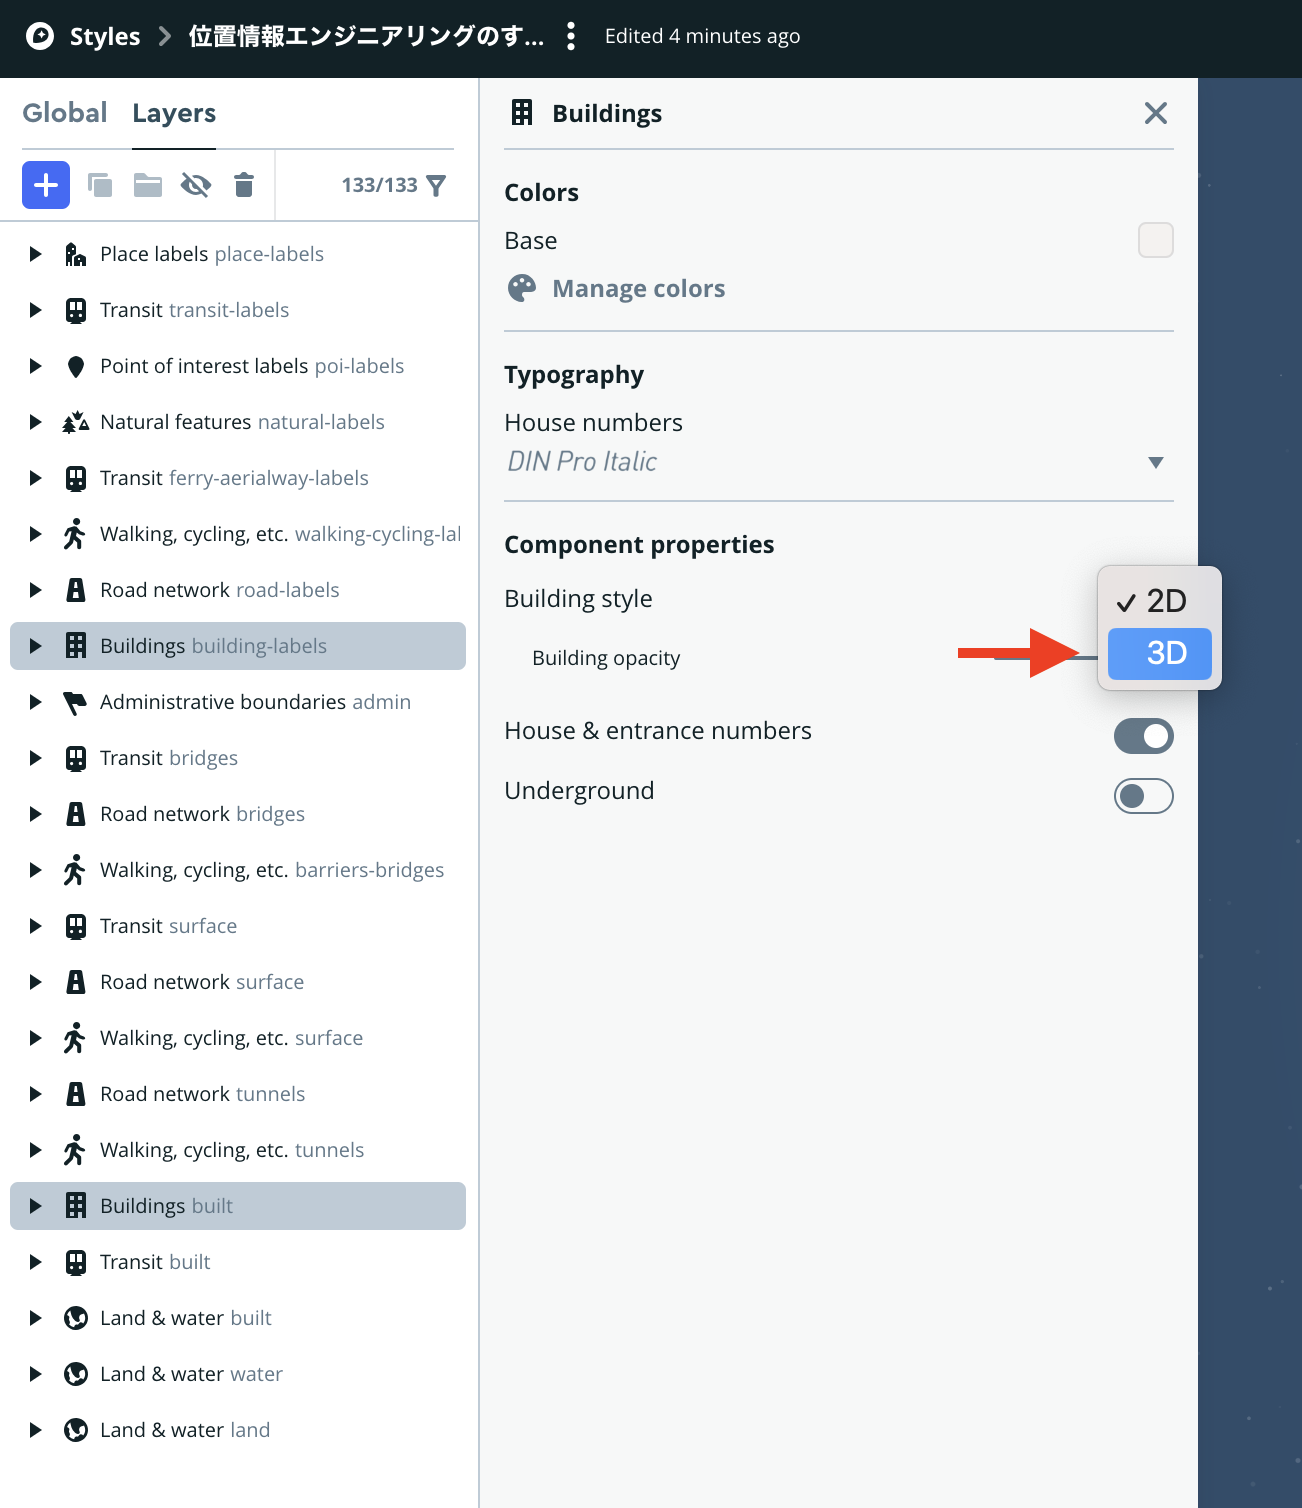 Styles 位置情報エンジニアリングのす... Edited 4 minutes ago
Global Layers
133/133
Place labels place-labels
Transit transit-labels
Point of interest labels poi-labels
Natural features natural-labels
Transit ferry-aerialway-labels
Walking, cycling, etc. walking-cycling-lal
Road network road-labels
Buildings building-labels
Administrative boundaries admin
Transit bridges
Road network bridges
Walking, cycling, etc. barriers-bridges
Transit surface
Road network surface
Walking, cycling, etc. surface
Road network tunnels
Walking, cycling, etc. tunnels
Buildings built
Transit built
Land & water built
Land & water water
Land & water land
Buildings
Colors
Base
Manage colors
Typography
House numbers
DIN Pro Italic
Component properties
Building style
✓ 2D
Building opacity
3D
House & entrance numbers
Underground